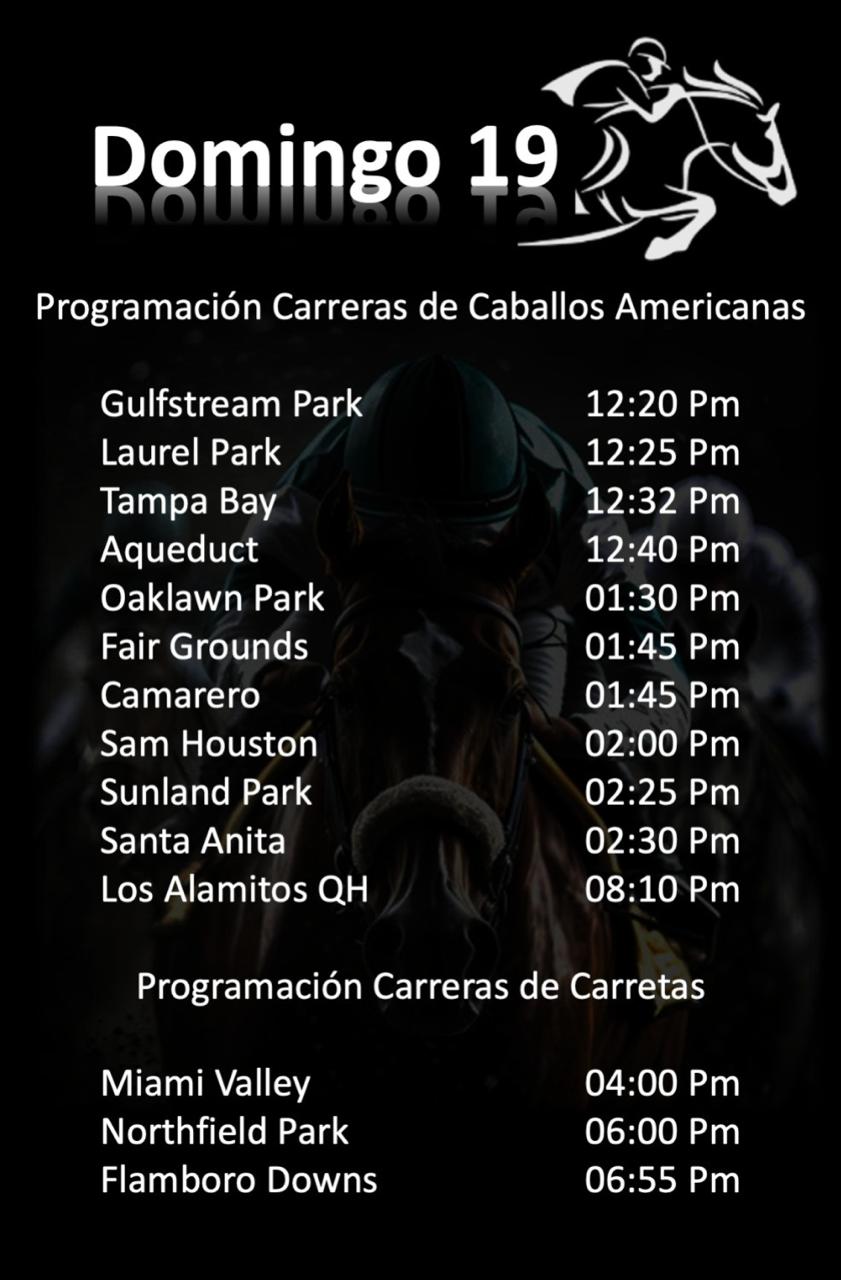 Domingo 19
Programación Carreras de Caballos Americanas
Gulfstream Park 12:20 Pm
Laurel Park 12:25 Pm
Tampa Bay 12:32 Pm
Aqueduct 12:40 Pm
Oaklawn Park 01:30 Pm
Fair Grounds 01:45 Pm
Camarero 01:45 Pm
Sam Houston 02:00 Pm
Sunland Park 02:25 Pm
Santa Anita 02:30 Pm
Los Alamitos QH 08:10 Pm
Programación Carreras de Carretas
Miami Valley 04:00 Pm
Northfield Park 06:00 Pm
Flamboro Downs 06:55 Pm